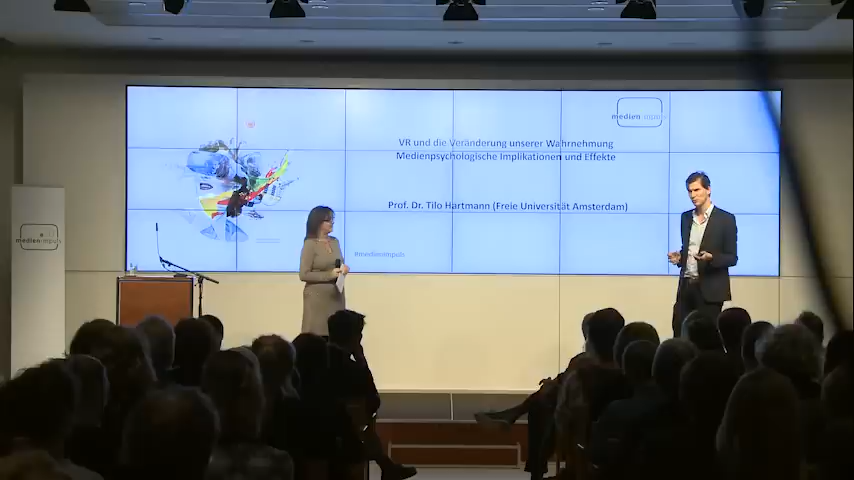 medien impuls
VR und die Veränderung unserer Wahrnehmung
Medienpsychologische Implikationen und Effekte
Prof. Dr. Tilo Hartmann (Freie Universität Amsterdam)
#medienimpuls
medien impuls